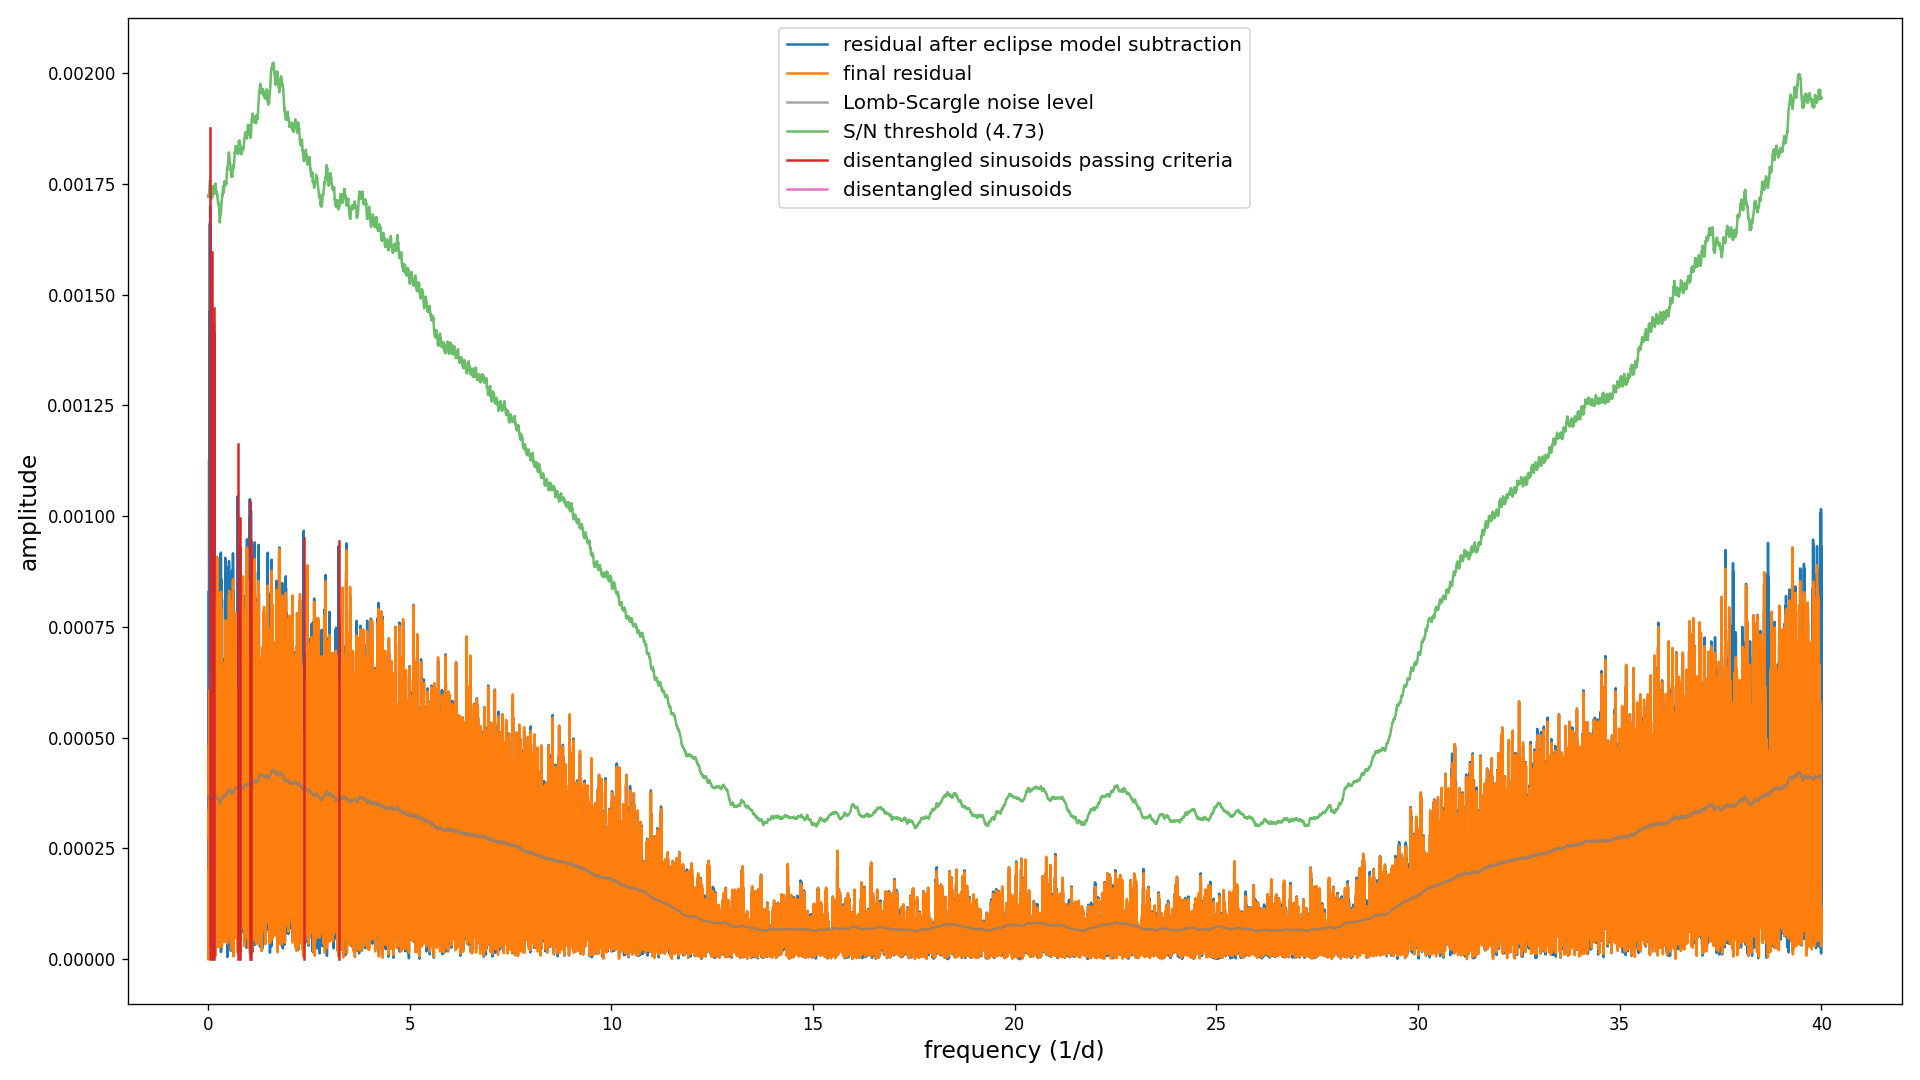 residual after eclipse model subtraction
final residual
Lomb-Scargle noise level
S/N threshold (4.73)
disentangled sinusoids passing criteria
disentangled sinusoids
amplitude
0.00200
0.00175
0.00150
0.00125
0.00100
0.00075
0.00050
0.00025
0.00000
0 5 10 15 20 25 30 35 40
frequency (1/d)